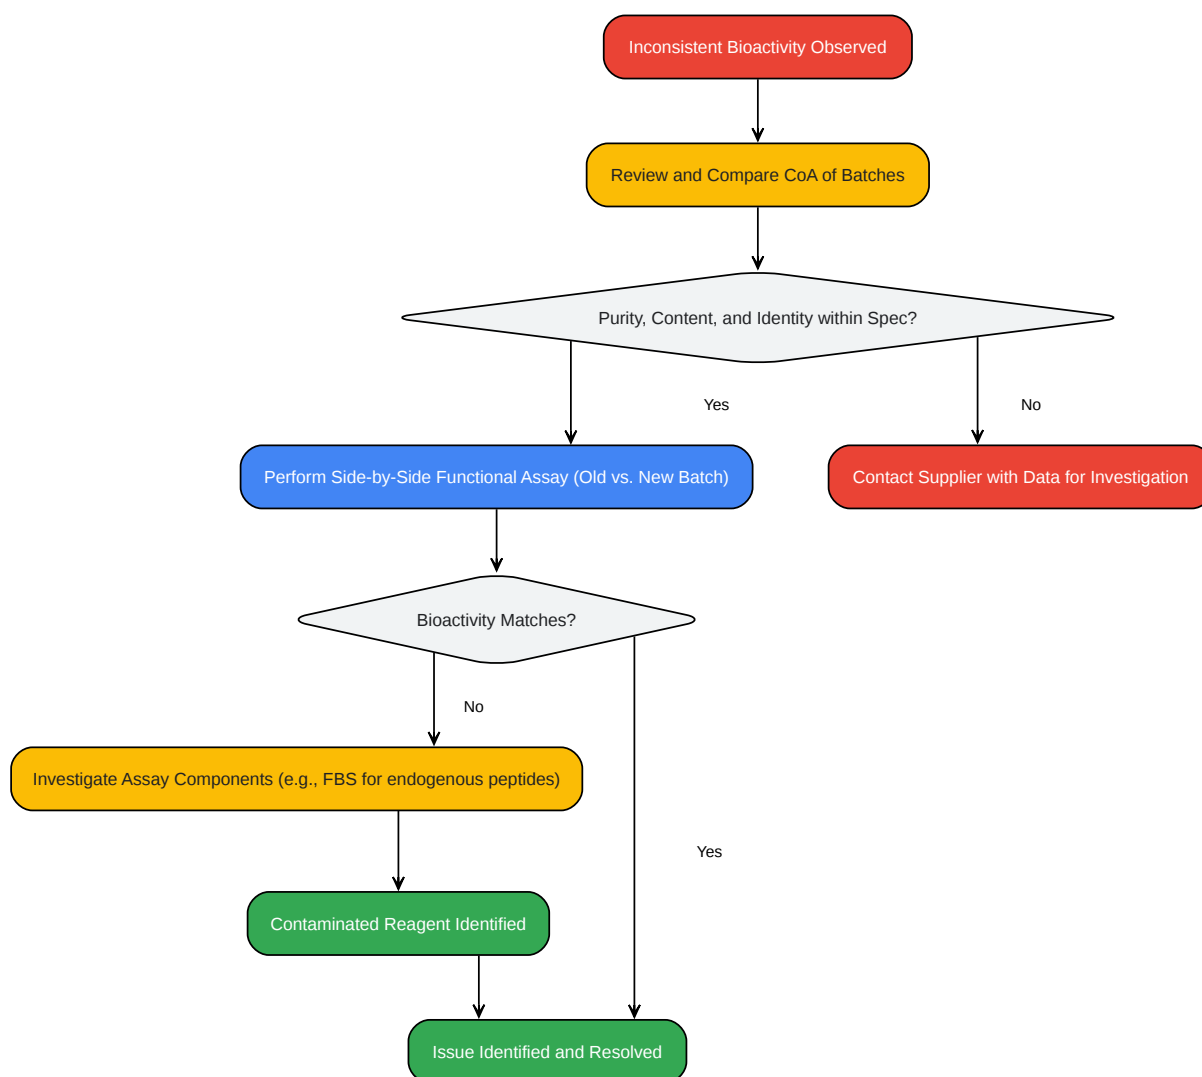 Inconsistent Bioactivity Observed
Review and Compare CoA of Batches
Purity, Content, and Identity within Spec?
Yes
No
Perform Side-by-Side Functional Assay (Old vs. New Batch)
Contact Supplier with Data for Investigation
Bioactivity Matches?
No
Investigate Assay Components (e.g., FBS for endogenous peptides)
Yes
Contaminated Reagent Identified
Issue Identified and Resolved